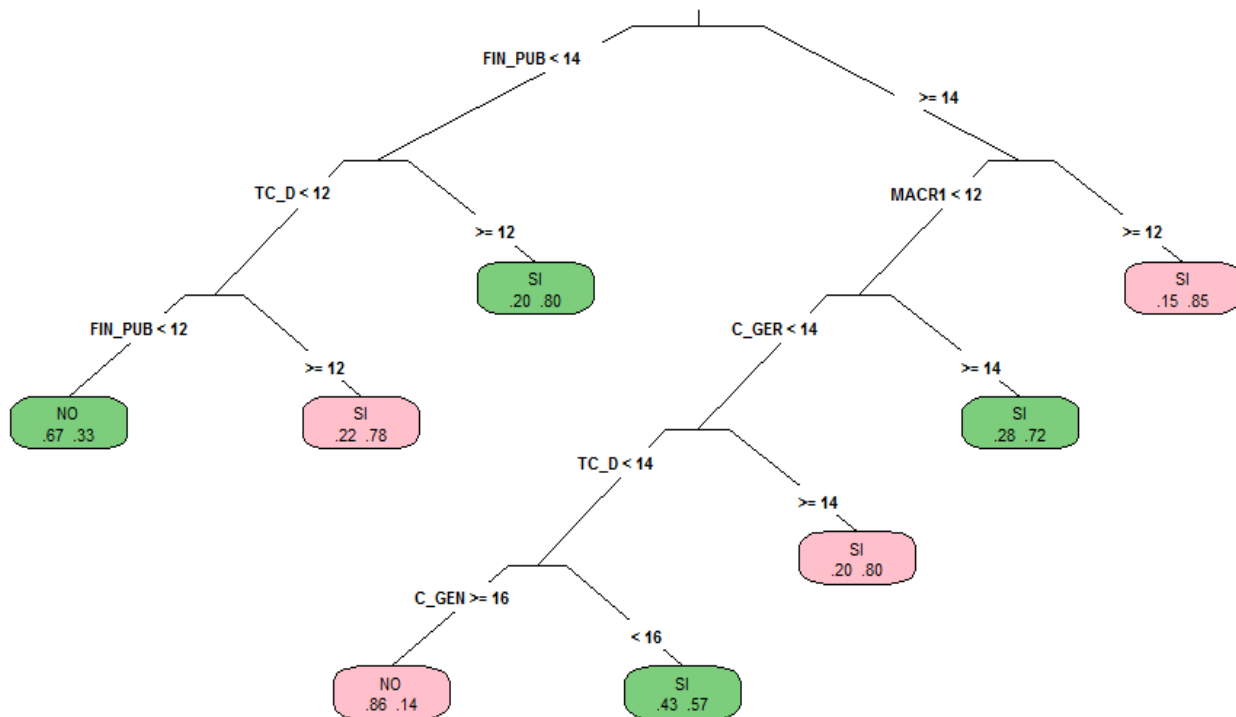 FIN_PUB < 14
>= 14
TC_D < 12
MACR1 < 12
>= 12
>= 12
SI
.20 .80
SI
.15 .85
FIN_PUB < 12
C_GER < 14
>= 12
>= 14
NO
.67 .33
SI
.22 .78
SI
.28 .72
TC_D < 14
>= 14
SI
.20 .80
C_GEN >= 16
< 16
NO
.86 .14
SI
.43 .57